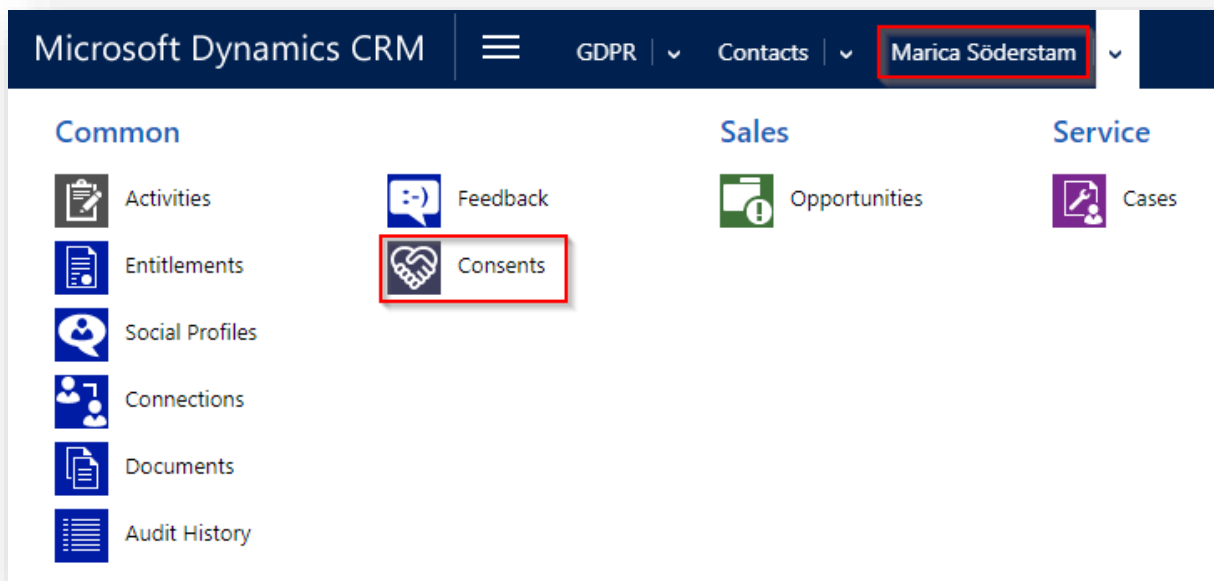 Microsoft Dynamics CRM GDPR Contacts Marica Söderstam
Common Sales Service
Activities Feedback Opportunities Cases
Entitlements Consents
Social Profiles
Connections
Documents
Audit History